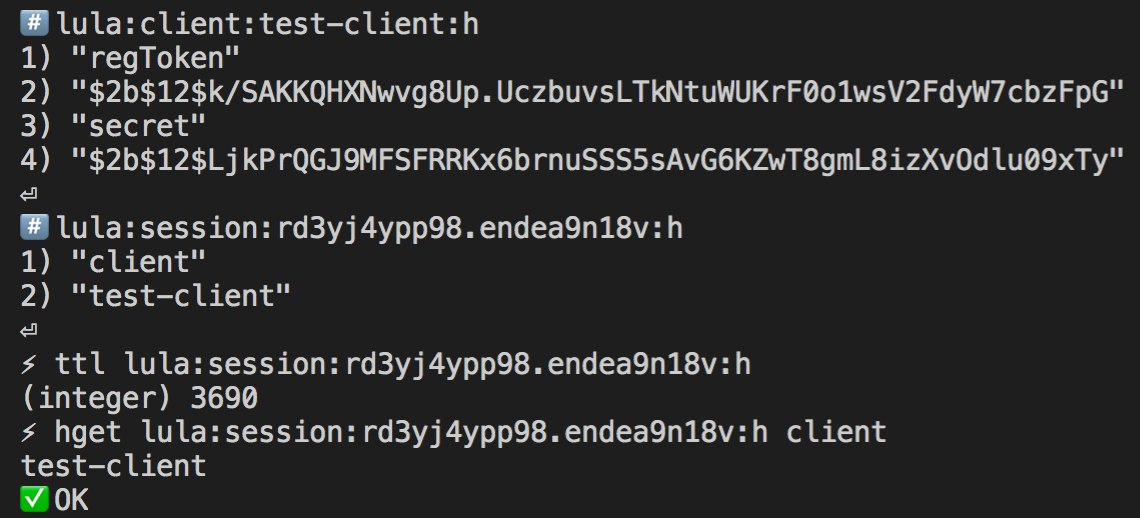 #️⃣lula:client:test-client:h
1) "regToken"
2) "$2b$12$k/SAKKQHXNwvg8Up.UczbuvsLTkNtuWUKrF0o1wsV2FdyW7cbzFpG"
3) "secret"
4) "$2b$12$LjkPrQGJ9MFSFRRKx6brnuSSS5sAvG6KZwT8gmL8izXvOdlu09xTy"
⏎
#️⃣lula:session:rd3yj4ypp98.endea9n18v:h
1) "client"
2) "test-client"
⏎
⚡ ttl lula:session:rd3yj4ypp98.endea9n18v:h
(integer) 3690
⚡ hget lula:session:rd3yj4ypp98.endea9n18v:h client
test-client
✅OK